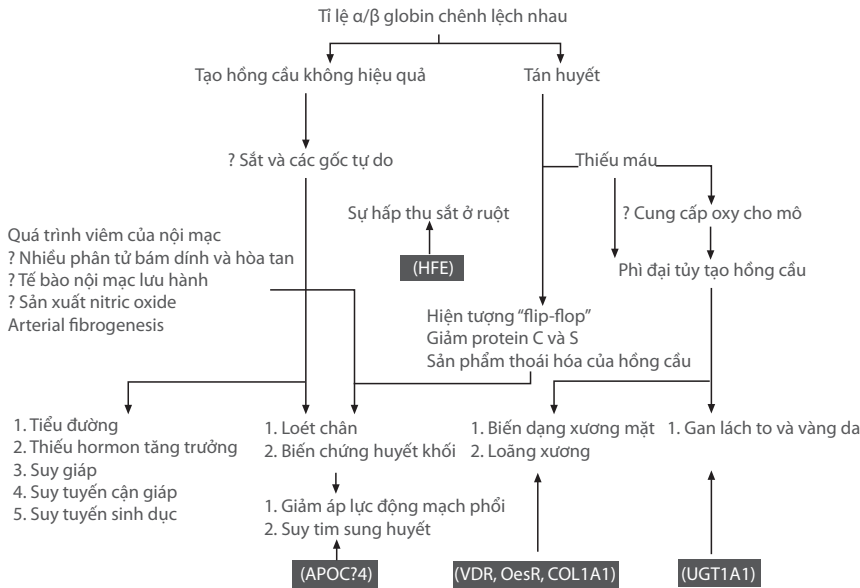 Tỉ lệ α/β globin chênh lệch nhau
Tạo hồng cầu không hiệu quả
Tán huyết
? Sắt và các gốc tự do
Thiếu máu
Sự hấp thu sắt ở ruột
? Cung cấp oxy cho mô
(HFE)
Phì đại tủy tạo hồng cầu
Quá trình viêm của nội mạc
? Nhiều phân tử bám dính và hòa tan
? Tế bào nội mạc lưu hành
? Sản xuất nitric oxide
Arterial fibrogenesis
Hiện tượng “flip-flop”
Giảm protein C và S
Sản phẩm thoái hóa của hồng cầu
1. Tiểu đường
2. Thiếu hormon tăng trưởng
3. Suy giáp
4. Suy tuyến cận giáp
5. Suy tuyến sinh dục
1. Loét chân
2. Biến chứng huyết khối
1. Biến dạng xương mặt
2. Loãng xương
1. Gan lách to và vàng da
1. Giảm áp lực động mạch phổi
2. Suy tim sung huyết
(APOC?4)
(VDR, OesR, COL1A1)
(UGT1A1)